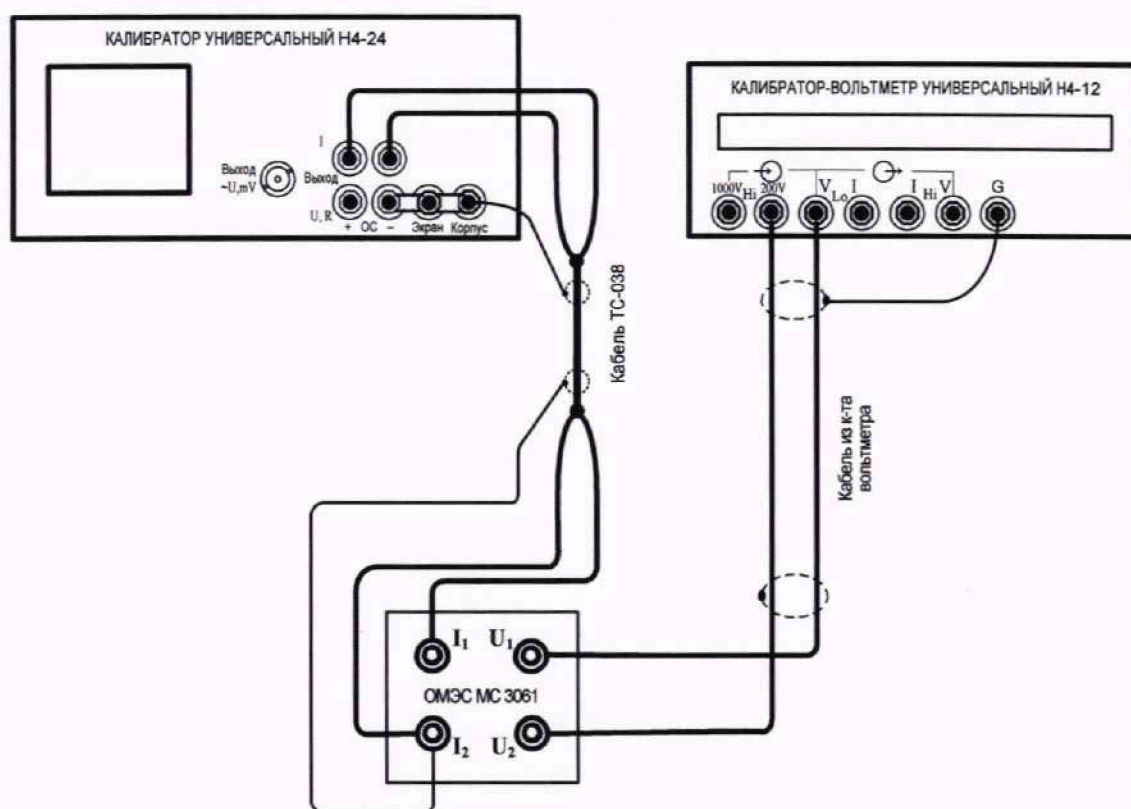 КАЛИБРАТОР УНИВЕРСАЛЬНЫЙ Н4-24
I
Выход
~U,mV
Выход
U, R
+ ОС – Экран Корпус
КАЛИБРАТОР-ВОЛЬТМЕТР УНИВЕРСАЛЬНЫЙ Н4-12
1000V Hi 200V V Lo I I Hi V G
Кабель ТС-038
Кабель из к-та
вольтметра
I₁ U₁
ОМЭС МС 3061
I₂ U₂